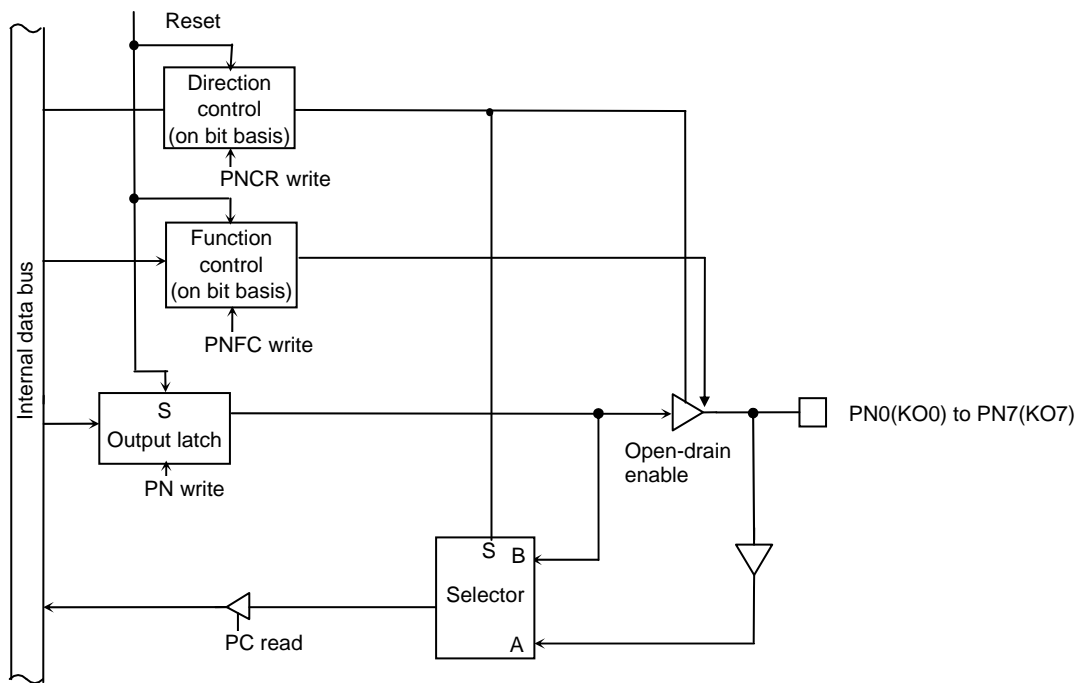 Reset
Direction
control
(on bit basis)
PNCR write
Function
control
(on bit basis)
PNFC write
Internal data bus
S
Output latch
PN write
Open-drain
enable
PN0(KO0) to PN7(KO7)
S
B
Selector
A
PC read